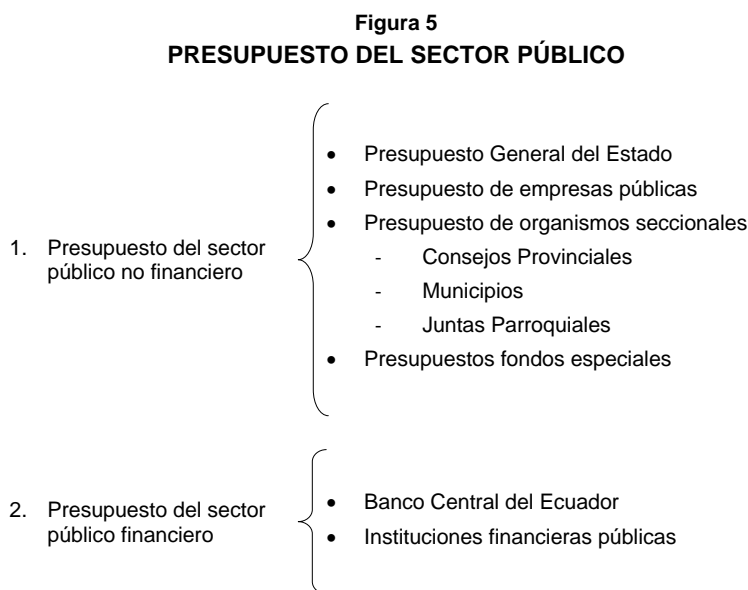 Figura 5
PRESUPUESTO DEL SECTOR PÚBLICO
1. Presupuesto del sector
público no financiero
• Presupuesto General del Estado
• Presupuesto de empresas públicas
• Presupuesto de organismos seccionales
- Consejos Provinciales
- Municipios
- Juntas Parroquiales
• Presupuestos fondos especiales
2. Presupuesto del sector
público financiero
• Banco Central del Ecuador
• Instituciones financieras públicas